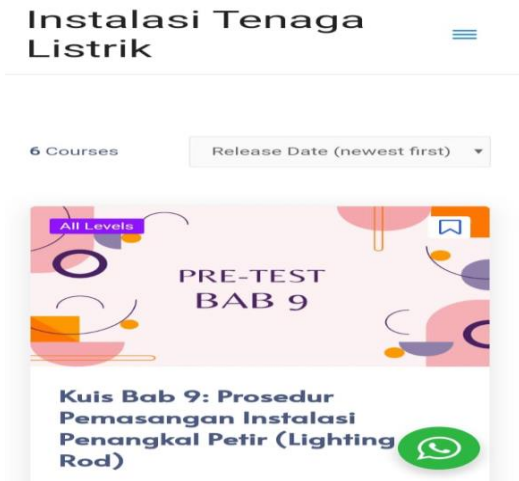 Instalasi Tenaga
Listrik
6 Courses
Release Date (newest first)
All Levels
PRE-TEST
BAB 9
Kuis Bab 9: Prosedur
Pemasangan Instalasi
Penangkal Petir (Lighting
Rod)